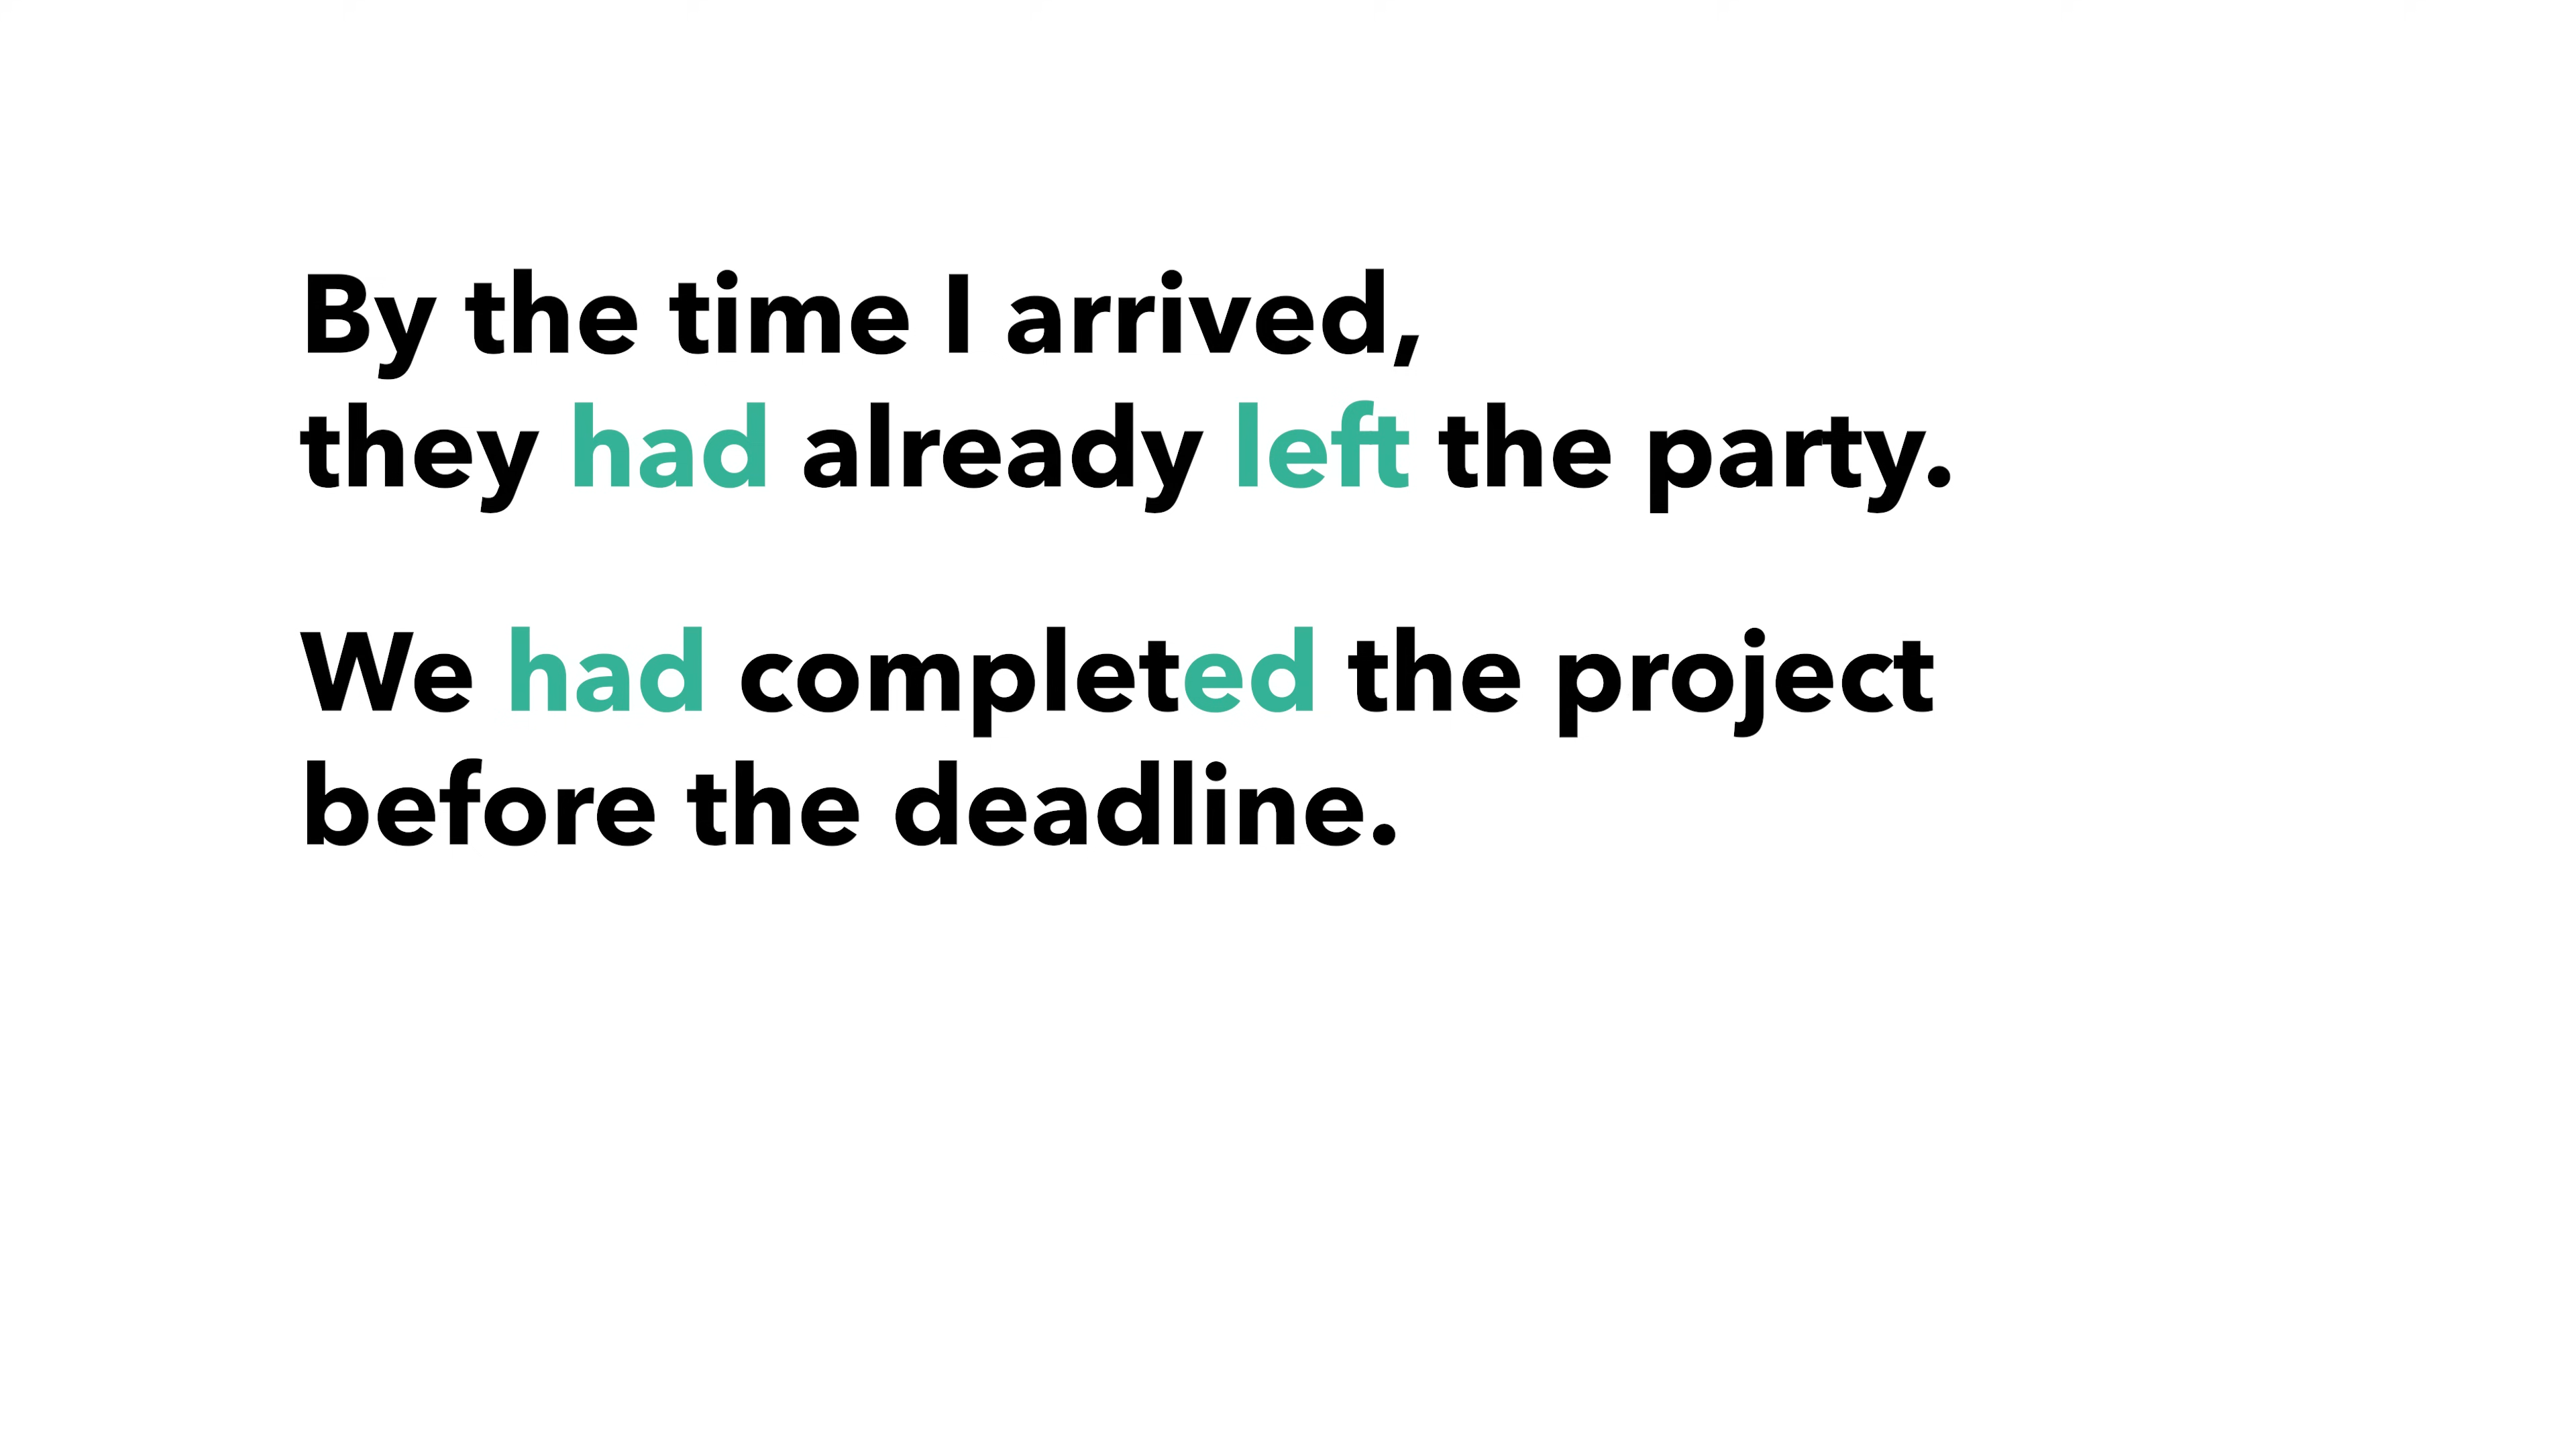 By the time I arrived,
they had already left the party.
We had completed the project
before the deadline.